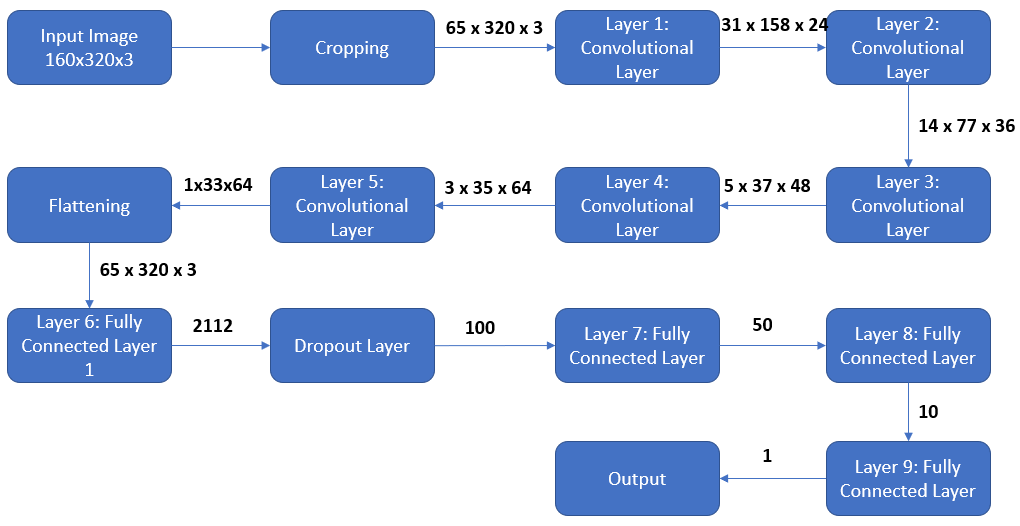 Input Image
160x320x3
Cropping
65 x 320 x 3
Layer 1:
Convolutional
Layer
31 x 158 x 24
Layer 2:
Convolutional
Layer
14 x 77 x 36
Layer 3:
Convolutional
Layer
5 x 37 x 48
Layer 4:
Convolutional
Layer
3 x 35 x 64
Layer 5:
Convolutional
Layer
1x33x64
Flattening
65 x 320 x 3
Layer 6: Fully
Connected Layer
1
2112
Dropout Layer
100
Layer 7: Fully
Connected Layer
50
Layer 8: Fully
Connected Layer
10
Layer 9: Fully
Connected Layer
1
Output